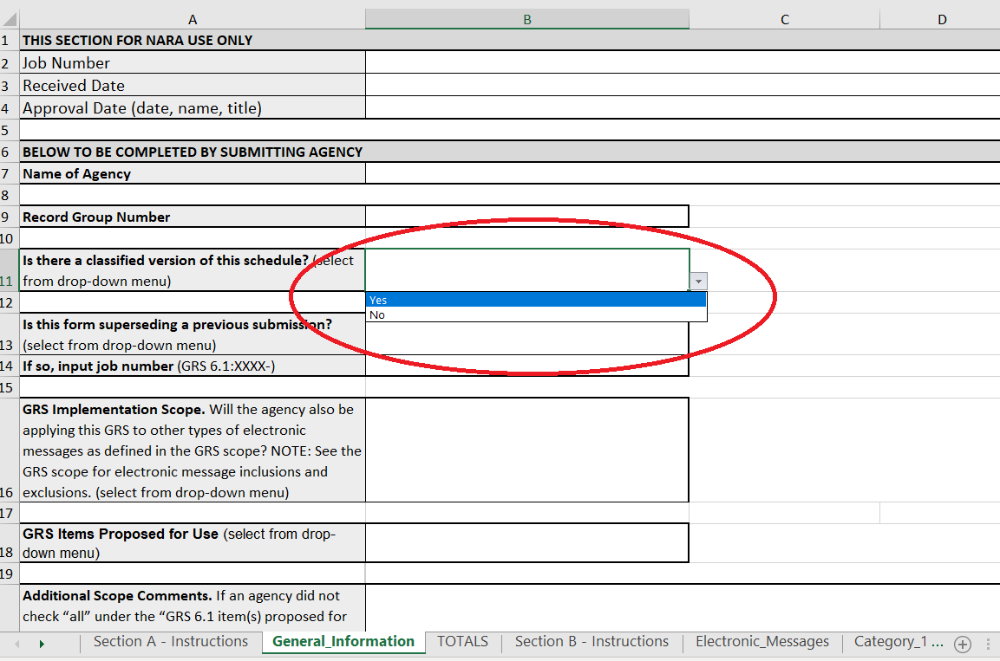 A B C D
1 THIS SECTION FOR NARA USE ONLY
2 Job Number
3 Received Date
4 Approval Date (date, name, title)
5
6 BELOW TO BE COMPLETED BY SUBMITTING AGENCY
7 Name of Agency
8
9 Record Group Number
10
Is there a classified version of this schedule? (select
11 from drop-down menu)
Yes
No
12
Is this form superseding a previous submission?
13 (select from drop-down menu)
14 If so, input job number (GRS 6.1:XXXX-)
15
GRS Implementation Scope. Will the agency also be
applying this GRS to other types of electronic
messages as defined in the GRS scope? NOTE: See the
GRS scope for electronic message inclusions and
16 exclusions. (select from drop-down menu)
17
GRS Items Proposed for Use (select from drop-
18 down menu)
19
Additional Scope Comments. If an agency did not
check “all” under the “GRS 6.1 item(s) proposed for
Section A - Instructions General_Information TOTALS Section B - Instructions Electronic_Messages Category_1 ...